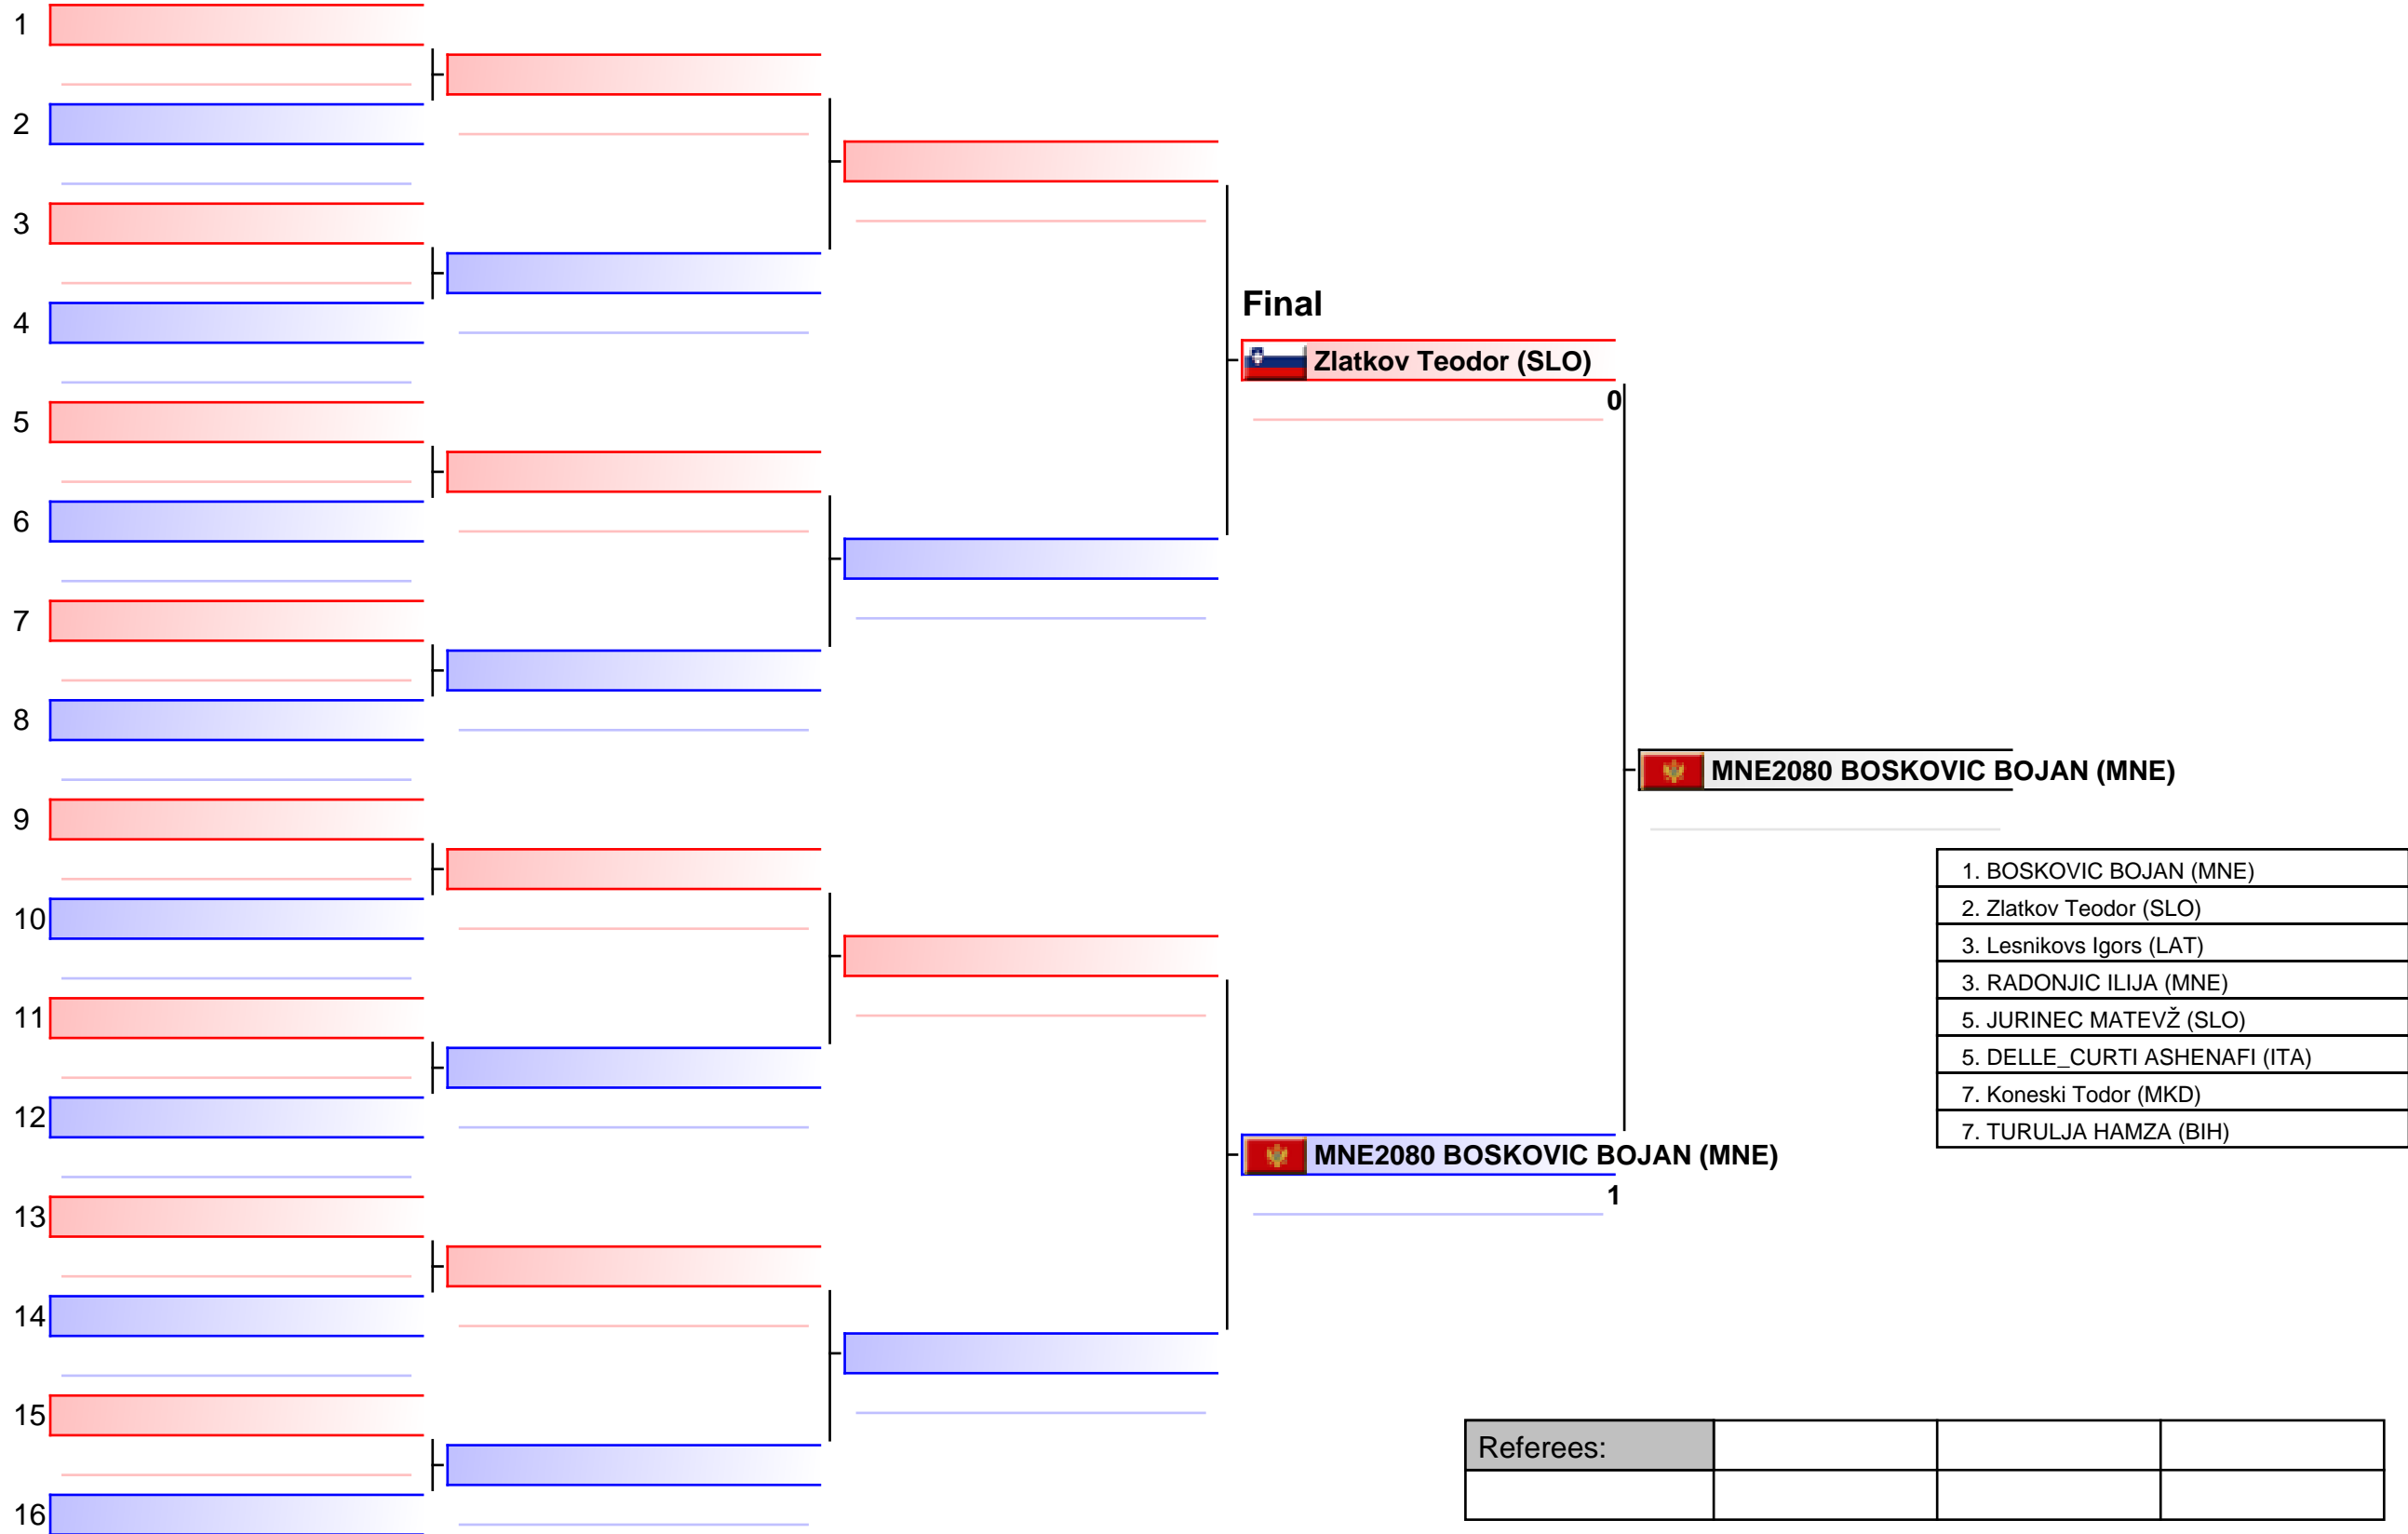 1
2
3
4
5
6
7
8
9
10
11
12
13
14
15
16
Final
Zlatkov Teodor (SLO)
0
MNE2080 BOSKOVIC BOJAN (MNE)
1
MNE2080 BOSKOVIC BOJAN (MNE)
1. BOSKOVIC BOJAN (MNE)
2. Zlatkov Teodor (SLO)
3. Lesnikovs Igors (LAT)
3. RADONJIC ILIJA (MNE)
5. JURINEC MATEVŽ (SLO)
5. DELLE_CURTI ASHENAFI (ITA)
7. Koneski Todor (MKD)
7. TURULJA HAMZA (BIH)
Referees: